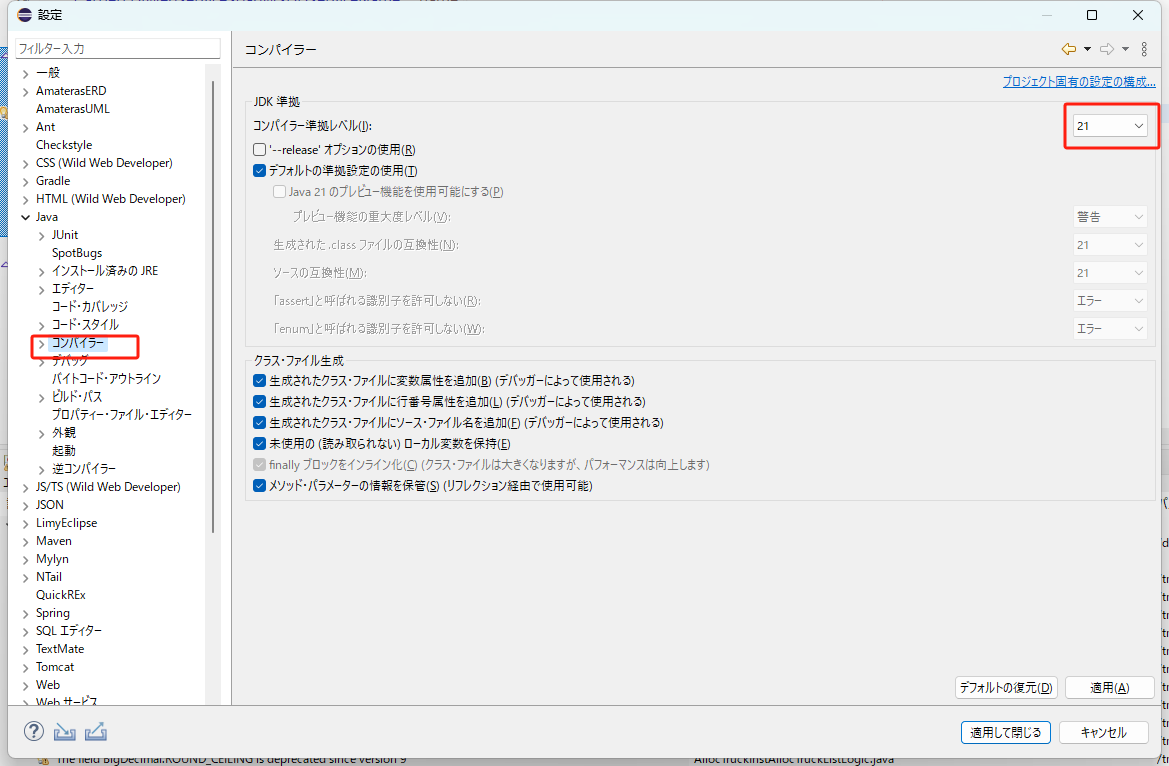 設定
フィルター入力
一般
AmaterasERD
AmaterasUML
Ant
Checkstyle
CSS (Wild Web Developer)
Gradle
HTML (Wild Web Developer)
Java
JUnit
SpotBugs
インストール済みの JRE
エディター
コード・カバレッジ
コード・スタイル
コンパイラー
デバッグ
バイトコード・アウトライン
ビルド・パス
プロパティー・ファイル・エディター
外観
起動
逆コンパイラー
JS/TS (Wild Web Developer)
JSON
LimyEclipse
Maven
Mylyn
NTail
QuickREx
Spring
SQL エディター
TextMate
Tomcat
Web
Web サービス
コンパイラー
プロジェクト固有の設定の構成...
JDK 準拠
コンパイラー準拠レベル(J): 21
'--release' オプションの使用(R)
デフォルトの準拠設定の使用(T)
Java 21 のプレビュー機能を使用可能にする(P)
プレビュー機能の重大度レベル(V): 警告
生成された .class ファイルの互換性(N): 21
ソースの互換性(M): 21
「assert」と呼ばれる識別子を許可しない(R): エラー
「enum」と呼ばれる識別子を許可しない(W): エラー
クラス・ファイル生成
生成されたクラス・ファイルに変数属性を追加(B) (デバッガーによって使用される)
生成されたクラス・ファイルに行番号属性を追加(L) (デバッガーによって使用される)
生成されたクラス・ファイルにソース・ファイル名を追加(F) (デバッガーによって使用される)
未使用の (読み取られない) ローカル変数を保持(E)
finally ブロックをインライン化(C) (クラス・ファイルは大きくなりますが、パフォーマンスは向上します)
メソッド・パラメーターの情報を保管(S) (リフレクション経由で使用可能)
デフォルトの復元(D) 適用(A)
適用して閉じる キャンセル
The field BigDecimal.ROUND_CEILING is deprecated since version 9